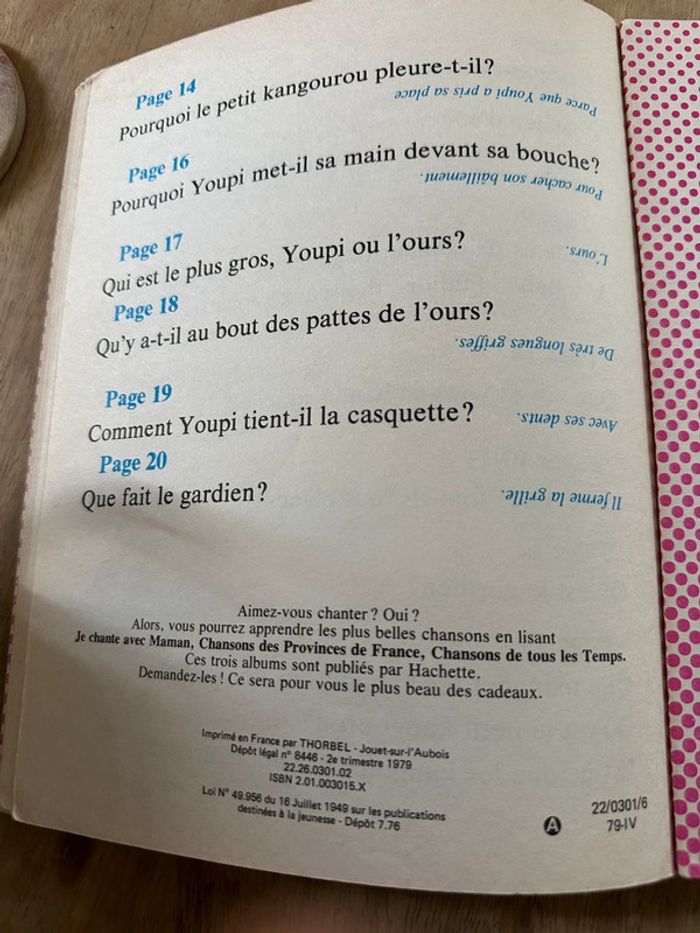 Page 14
Pourquoi le petit kangourou pleure-t-il?
Parce que Youpi a pris sa place
Page 16
Pourquoi Youpi met-il sa main devant sa bouche?
Pour cacher son bâillement.
Page 17
Qui est le plus gros, Youpi ou l'ours?
L'ours.
Page 18
Qu'y a-t-il au bout des pattes de l'ours?
De très longues griffes.
Page 19
Comment Youpi tient-il la casquette?
Avec ses dents.
Page 20
Que fait le gardien?
Il ferme la grille.
Aimez-vous chanter? Oui?
Alors, vous pourrez apprendre les plus belles chansons en lisant
Je chante avec Maman, Chansons des Provinces de France, Chansons de tous les Temps.
Ces trois albums sont publiés par Hachette.
Demandez-les! Ce sera pour vous le plus beau des cadeaux.
Imprimé en France par THORBEL - Jouet-sur-l'Aubois
Dépôt légal n° 8446 - 2e trimestre 1979
22.26.0301.02
ISBN 2.01.003015.X
Loi N° 49.956 du 16 Juillet 1949 sur les publications
destinées à la jeunesse - Dépôt 7.76
A
22/0301/6
79-IV